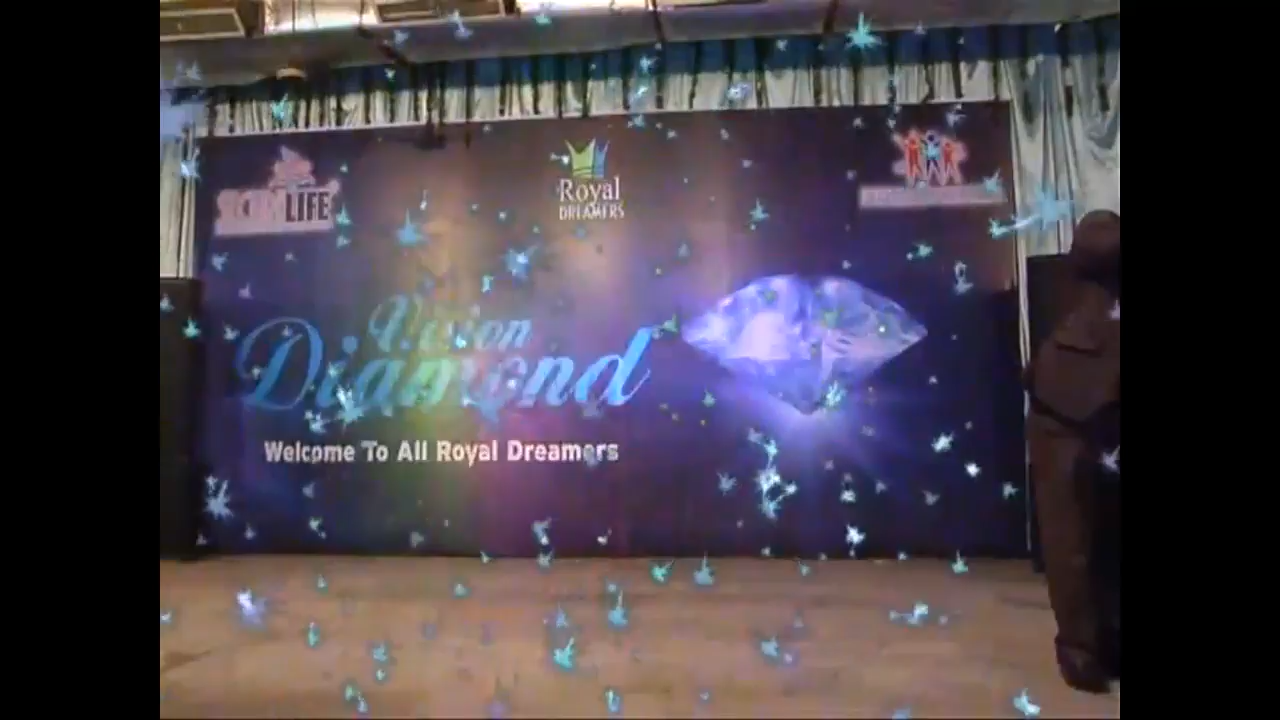 LIFE
Royal
DREAMERS
Vision
Diamond
Welcome To All Royal Dreamers